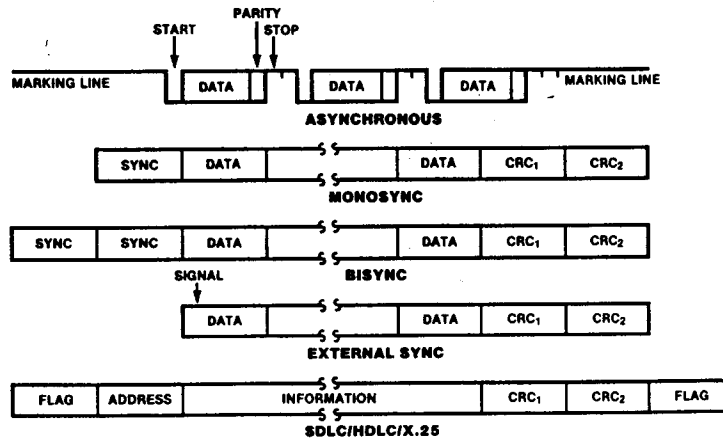 PARITY
START STOP
MARKING LINE DATA DATA DATA MARKING LINE
ASYNCHRONOUS
SYNC DATA DATA CRC1 CRC2
MONOSYNC
SYNC SYNC DATA DATA CRC1 CRC2
BISYNC
SIGNAL
DATA DATA CRC1 CRC2
EXTERNAL SYNC
FLAG ADDRESS INFORMATION CRC1 CRC2 FLAG
SDLC/HDLC/X.25